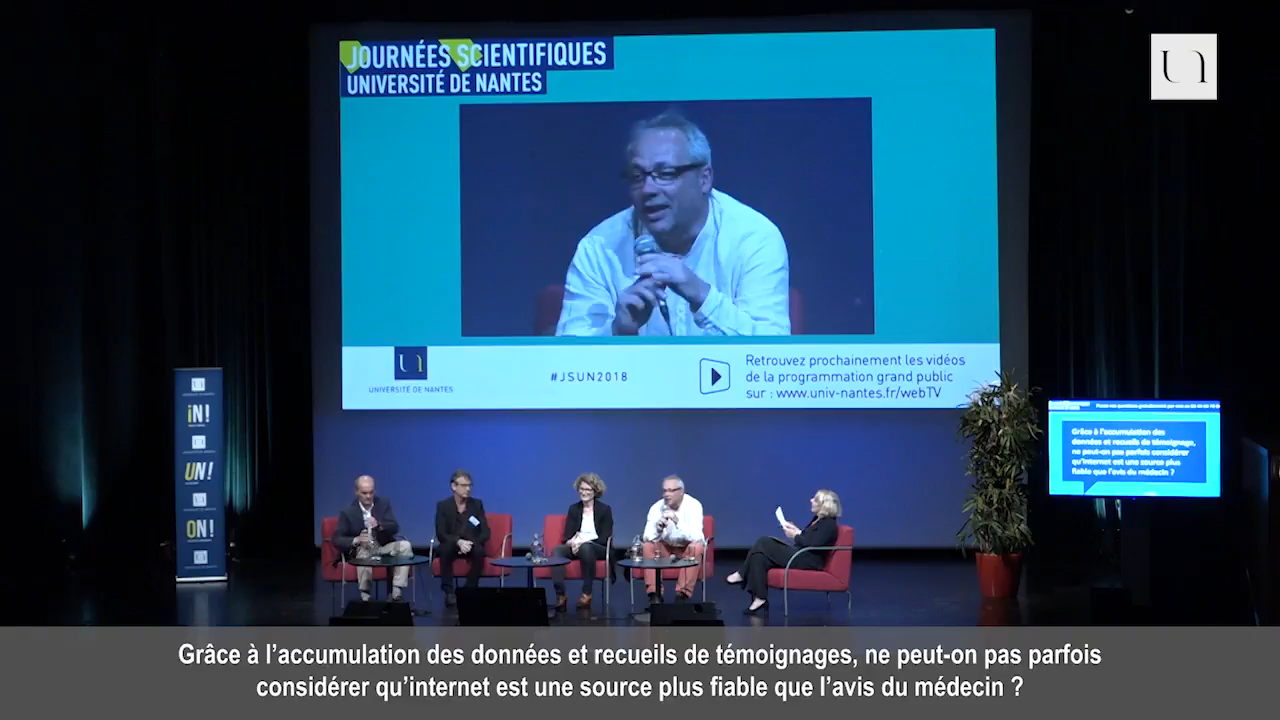 JOURNÉES SCIENTIFIQUES
UNIVERSITÉ DE NANTES
UNIVERSITÉ DE NANTES
#JSUN2018
Retrouvez prochainement les vidéos
de la programmation grand public
sur : www.univ-nantes.fr/webTV
iN!
UN!
ON!
Grâce à l'accumulation des
données et recueils de témoignage,
ne peut-on pas parfois considérer
qu'internet est une source plus
fiable que l'avis du médecin ?
Grâce à l'accumulation des données et recueils de témoignages, ne peut-on pas parfois
considérer qu'internet est une source plus fiable que l'avis du médecin ?